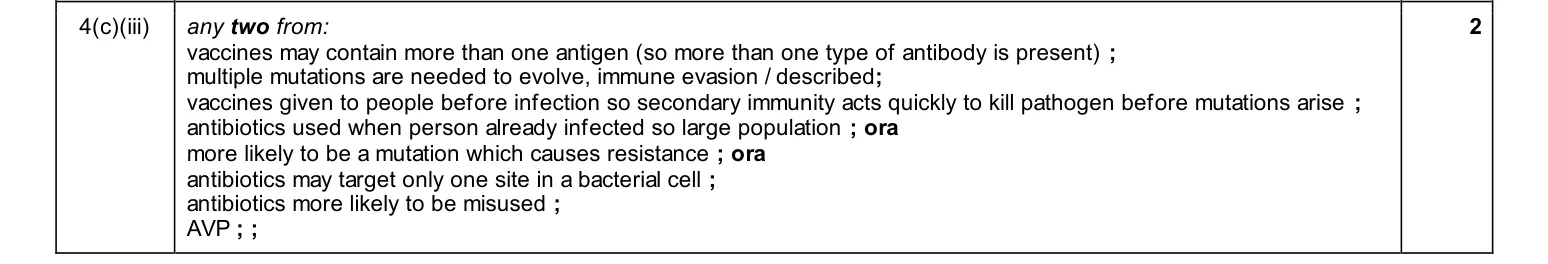 4(c)(iii) any two from: 2
vaccines may contain more than one antigen (so more than one type of antibody is present) ;
multiple mutations are needed to evolve, immune evasion / described;
vaccines given to people before infection so secondary immunity acts quickly to kill pathogen before mutations arise ;
antibiotics used when person already infected so large population ; ora
more likely to be a mutation which causes resistance ; ora
antibiotics may target only one site in a bacterial cell ;
antibiotics more likely to be misused ;
AVP ; ;